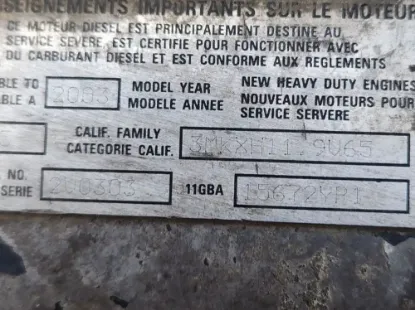 SEIGNEMENTS IMPORTANTS SUR LE MOTEUR
CE MOTEUR DIESEL EST PRINCIPALEMENT DESTINE AU
SERVICE SEVERE, EST CERTIFIE POUR FONCTIONNER AVEC
DU CARBURANT DIESEL ET EST CONFORME AUX REGLEMENTS
BLE TO MODEL YEAR NEW HEAVY DUTY ENGINES
BLE A MODELE ANNEE NOUVEAUX MOTEURS POUR
SERVICE SERVERE
CALIF. FAMILY
CATEGORIE CALIF.
NO.
SERIE 11GBA